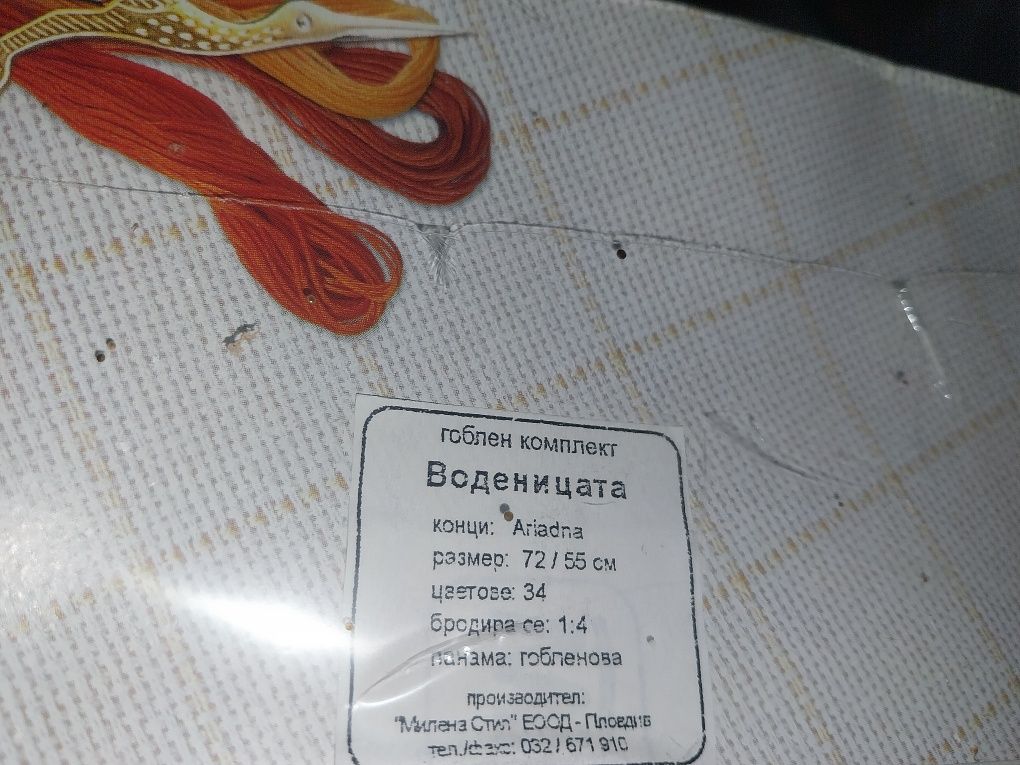 гоблен комплект
Воденицата
конци: Ariadna
размер: 72 / 55 см
цветове: 34
бродира се: 1:4
панама: гобленова
производител:
"Милена Стил" ЕООД - Пловдив
тел./факс: 032 / 671 910